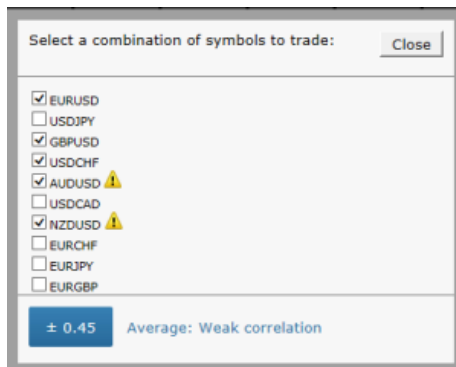 Select a combination of symbols to trade: Close
EURUSD
USDJPY
GBPUSD
USDCHF
AUDUSD
USDCAD
NZDUSD
EURCHF
EURJPY
EURGBP
± 0.45 Average: Weak correlation